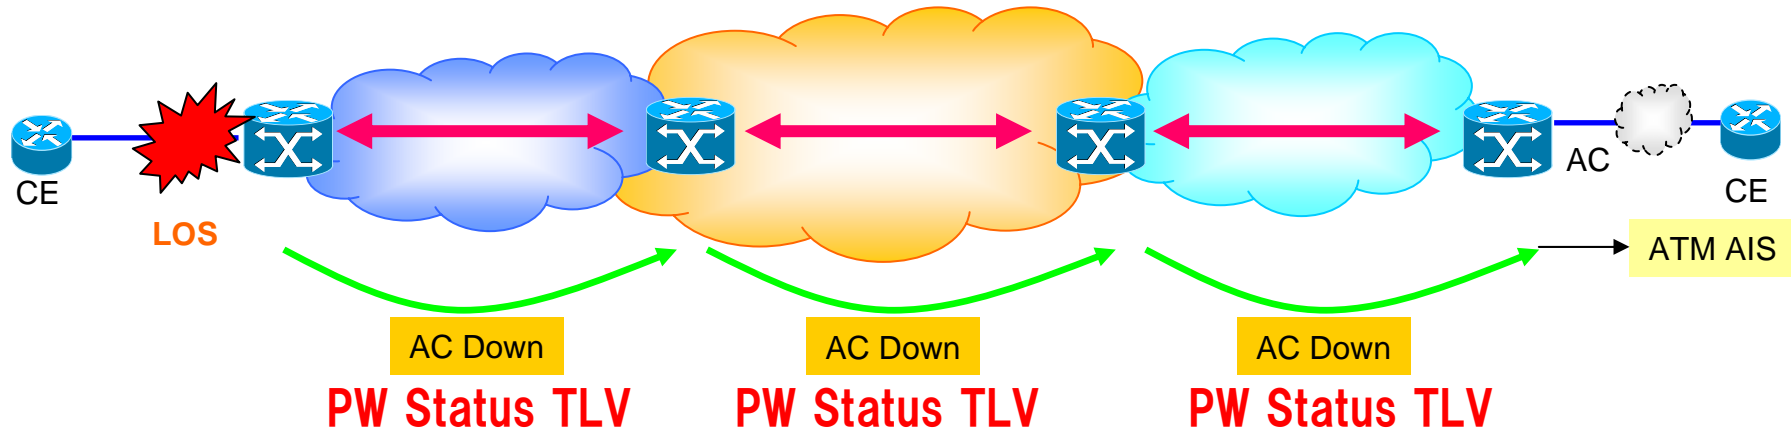 CE
LOS
AC
CE
ATM AIS
AC Down
AC Down
AC Down
PW Status TLV
PW Status TLV
PW Status TLV